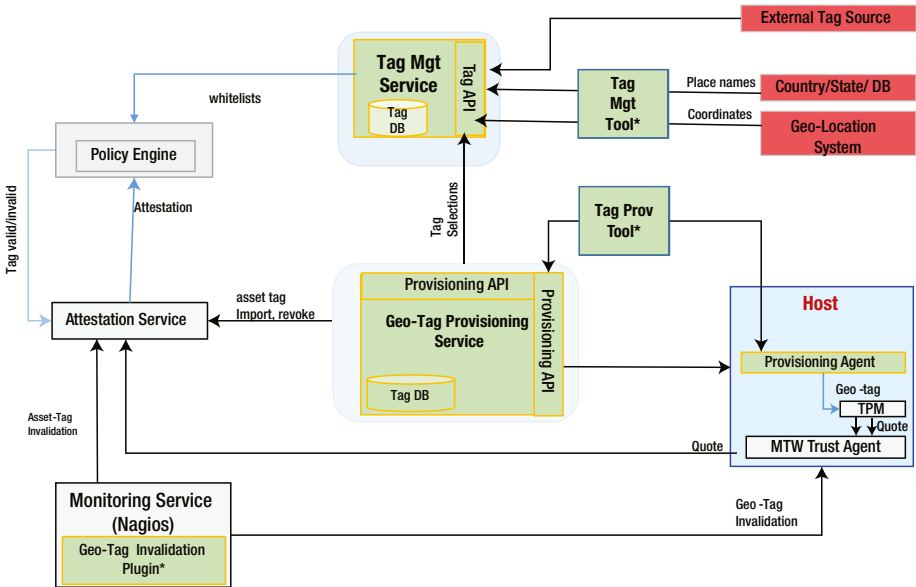 External Tag Source
Tag Mgt
Service
Tag API
Tag
DB
Tag
Mgt
Tool*
Place names
Country/State/ DB
Coordinates
Geo-Location
System
whitelists
Policy Engine
Tag valid/invalid
Attestation
Tag
Selections
Tag Prov
Tool*
Attestation Service
asset tag
Import, revoke
Provisioning API
Geo-Tag Provisioning
Service
Provisioning API
Tag DB
Host
Provisioning Agent
Geo -tag
TPM
Quote
MTW Trust Agent
Asset-Tag
Invalidation
Quote
Monitoring Service
(Nagios)
Geo-Tag Invalidation
Plugin*
Geo -Tag
Invalidation